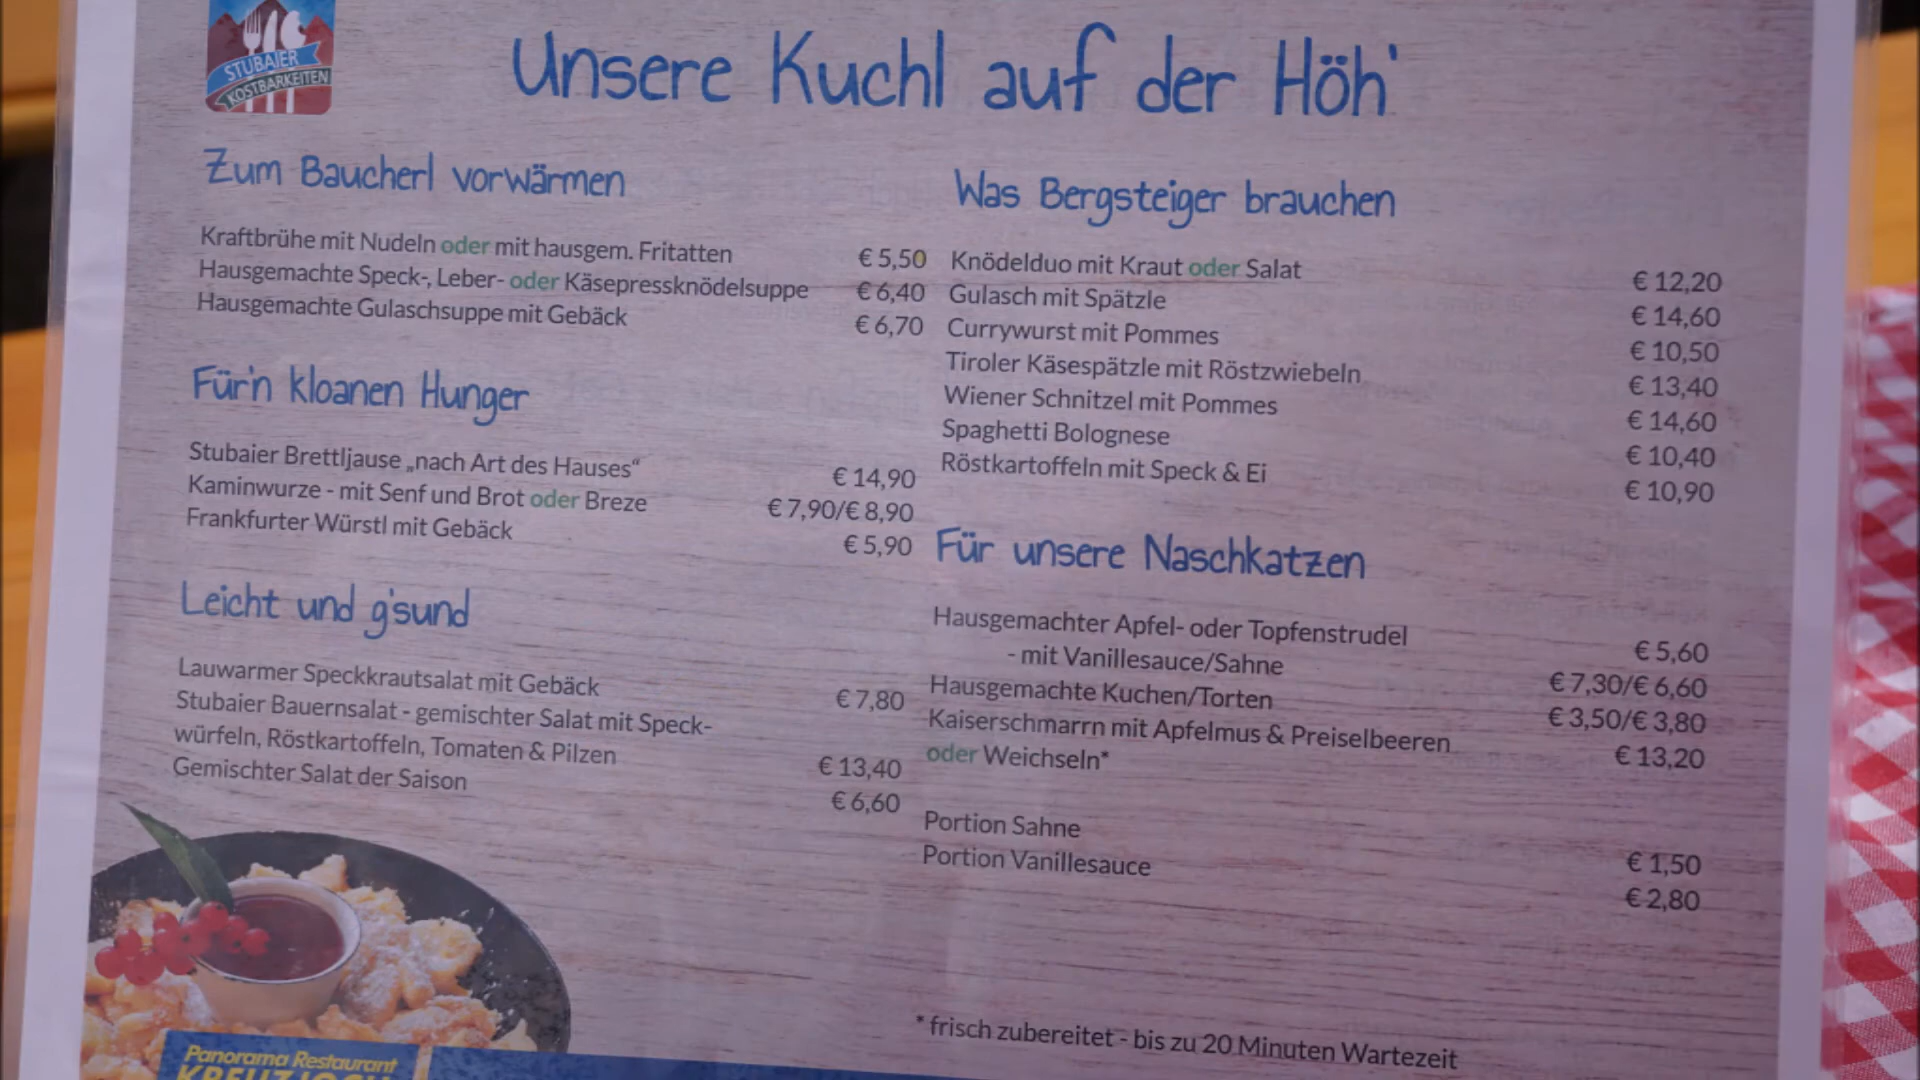 STUBAIER
KOSTBARKEITEN
Unsere Kuchl auf der Höh'
Zum Baucherl vorwärmen
Kraftbrühe mit Nudeln oder mit hausgem. Fritatten € 5,50
Hausgemachte Speck-, Leber- oder Käsepressknödelsuppe € 6,40
Hausgemachte Gulaschsuppe mit Gebäck € 6,70
Für'n kloanen Hunger
Stubaier Brettljause „nach Art des Hauses“ € 14,90
Kaminwurze - mit Senf und Brot oder Breze € 7,90/€ 8,90
Frankfurter Würstl mit Gebäck € 5,90
Leicht und g'sund
Lauwarmer Speckkrautsalat mit Gebäck € 7,80
Stubaier Bauernsalat - gemischter Salat mit Speck-
würfeln, Röstkartoffeln, Tomaten & Pilzen € 13,40
Gemischter Salat der Saison € 6,60
Was Bergsteiger brauchen
Knödelduo mit Kraut oder Salat € 12,20
Gulasch mit Spätzle € 14,60
Currywurst mit Pommes € 10,50
Tiroler Käsespätzle mit Röstzwiebeln € 13,40
Wiener Schnitzel mit Pommes € 14,60
Spaghetti Bolognese € 10,40
Röstkartoffeln mit Speck & Ei € 10,90
Für unsere Naschkatzen
Hausgemachter Apfel- oder Topfenstrudel € 5,60
- mit Vanillesauce/Sahne € 7,30/€ 6,60
Hausgemachte Kuchen/Torten € 3,50/€ 3,80
Kaiserschmarrn mit Apfelmus & Preiselbeeren € 13,20
oder Weichseln*
Portion Sahne € 1,50
Portion Vanillesauce € 2,80
* frisch zubereitet - bis zu 20 Minuten Wartezeit
Panorama Restaurant
KREUZJOCH